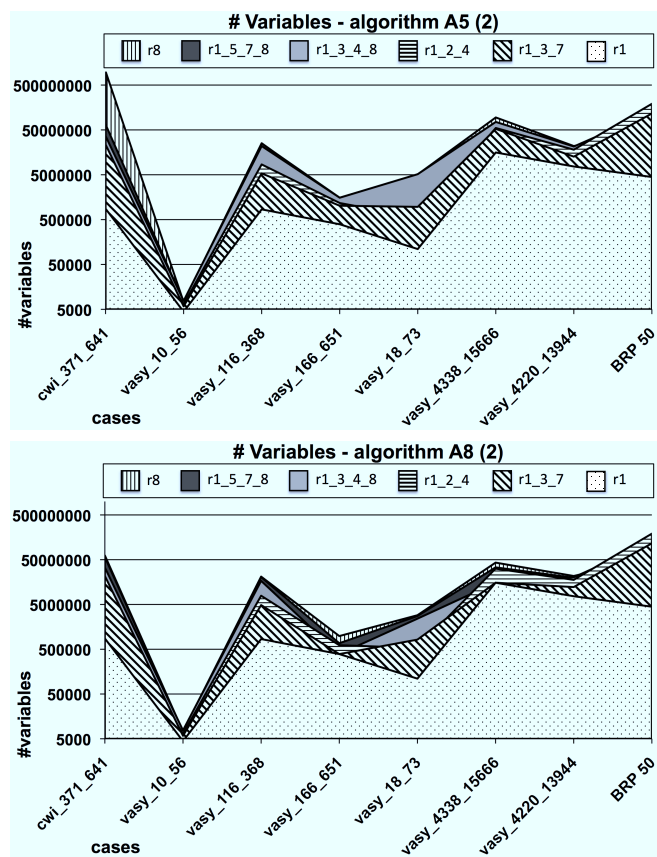 # Variables - algorithm A5 (2)
r8 r1_5_7_8 r1_3_4_8 r1_2_4 r1_3_7 r1
500000000
50000000
5000000
500000
50000
5000
#variables
cwi_371_641
vasy_10_56
vasy_116_368
vasy_166_651
vasy_18_73
vasy_4338_15666
vasy_4220_13944
BRP 50
cases
# Variables - algorithm A8 (2)
r8 r1_5_7_8 r1_3_4_8 r1_2_4 r1_3_7 r1
500000000
50000000
5000000
500000
50000
5000
#variables
cwi_371_641
vasy_10_56
vasy_116_368
vasy_166_651
vasy_18_73
vasy_4338_15666
vasy_4220_13944
BRP 50
cases